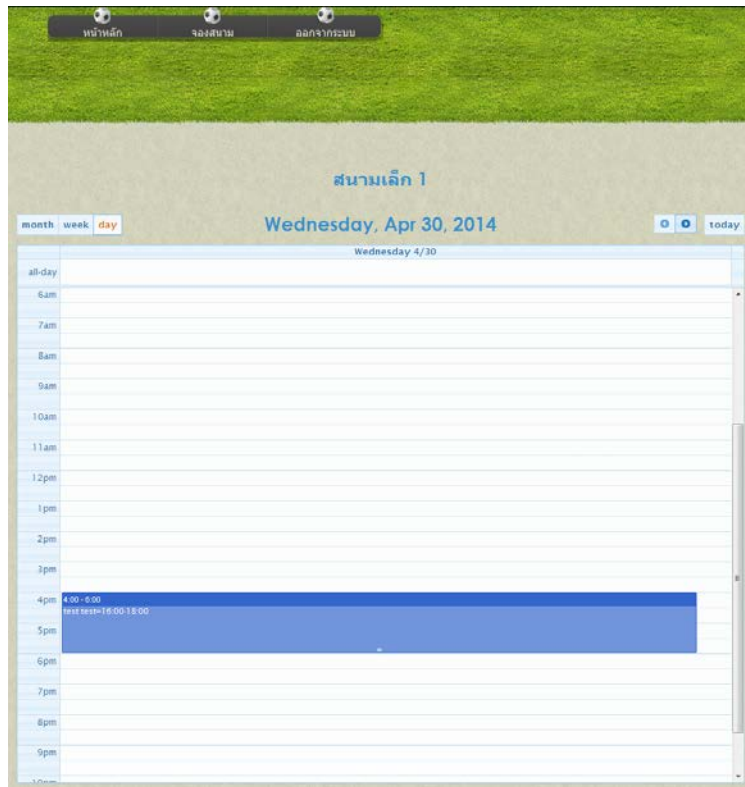 หน้าหลัก จองสนาม ออกจากระบบ
สนามเล็ก 1
month week day Wednesday, Apr 30, 2014 today
Wednesday 4/30
all-day
6am
7am
8am
9am
10am
11am
12pm
1pm
2pm
3pm
4pm 4:00 - 6:00
test test=16:00-18:00
5pm
6pm
7pm
8pm
9pm
10pm